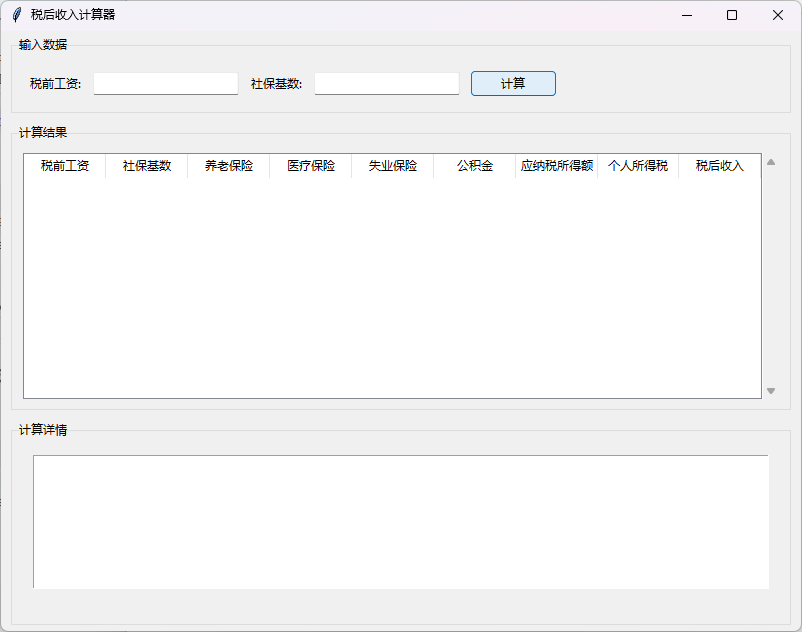 税后收入计算器
输入数据
税前工资: 社保基数: 计算
计算结果
税前工资 社保基数 养老保险 医疗保险 失业保险 公积金 应纳税所得额 个人所得税 税后收入
计算详情